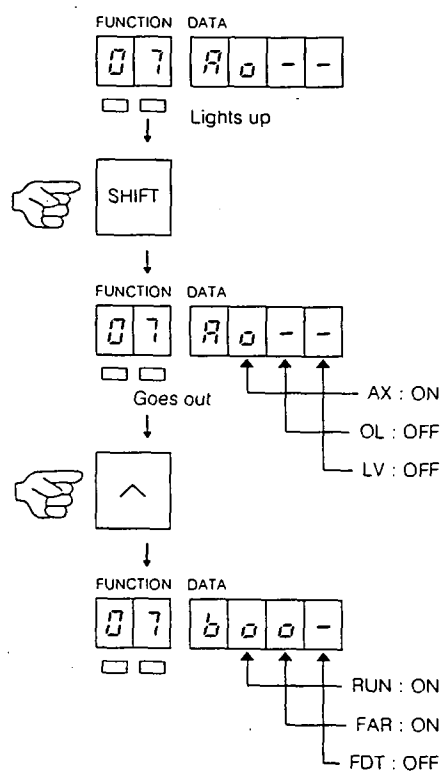 FUNCTION DATA
07 Ao--
Lights up
SHIFT
FUNCTION DATA
07 Ao--
Goes out
AX : ON
OL : OFF
LV : OFF
^
FUNCTION DATA
07 boo-
RUN : ON
FAR : ON
FDT : OFF